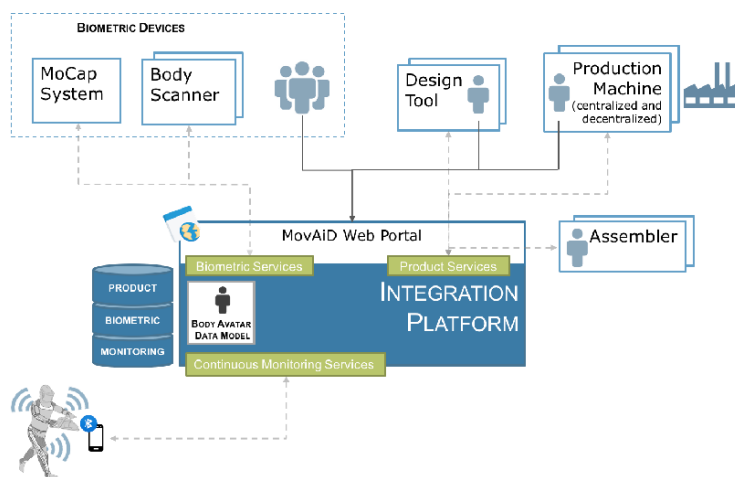 BIOMETRIC DEVICES
MoCap
System
Body
Scanner
Design
Tool
Production
Machine
(centralized and
decentralized)
MovAiD Web Portal
Assembler
Biometric Services
Product Services
PRODUCT
BIOMETRIC
MONITORING
BODY AVATAR
DATA MODEL
INTEGRATION
PLATFORM
Continuous Monitoring Services